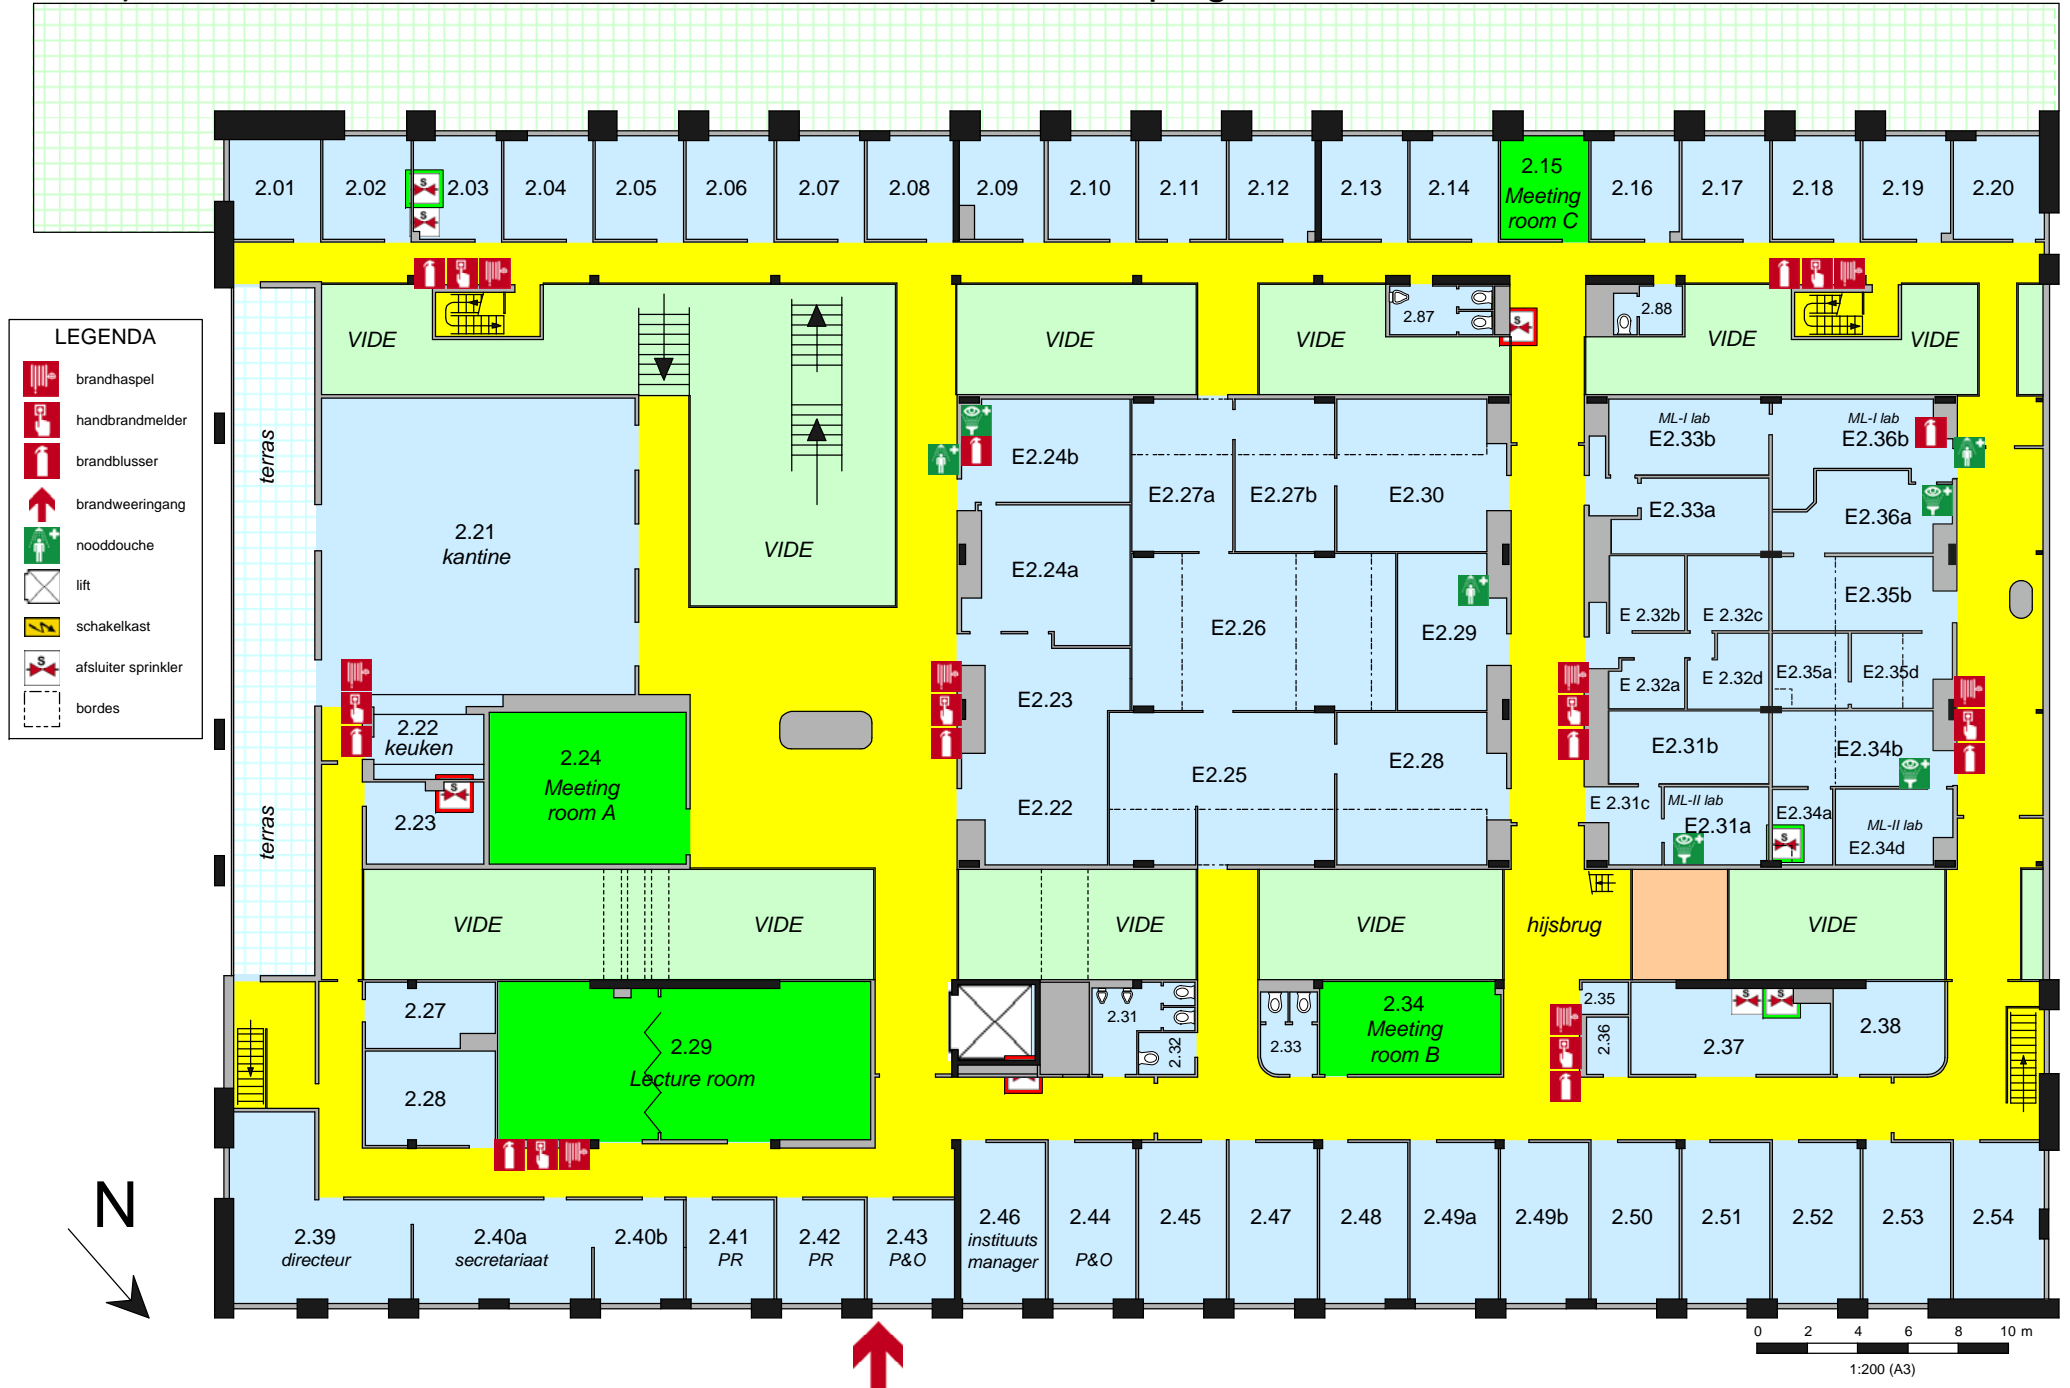 2.01
2.02
2.03
2.04
2.05
2.06
2.07
2.08
2.09
2.10
2.11
2.12
2.13
2.14
2.15
Meeting
room C
2.16
2.17
2.18
2.19
2.20
LEGENDA
brandhaspel
handbrandmelder
brandblusser
brandweeringang
nooddouche
lift
schakelkast
S
afsluiter sprinkler
bordes
terras
terras
VIDE
VIDE
VIDE
VIDE
2.87
2.88
VIDE
VIDE
2.21
kantine
VIDE
E2.24b
E2.27a
E2.27b
E2.30
E2.24a
E2.26
E2.29
E2.23
E2.22
E2.25
E2.28
ML-I lab
E2.33b
ML-I lab
E2.36b
E2.33a
E2.36a
E 2.32b
E 2.32c
E2.35b
E 2.32a
E 2.32d
E2.35a
E2.35d
E2.31b
E2.34b
E 2.31c
ML-II lab
E2.31a
E2.34a
ML-II lab
E2.34d
2.22
keuken
2.23
2.24
Meeting
room A
VIDE
VIDE
VIDE
VIDE
hijsbrug
VIDE
2.27
2.28
2.29
Lecture room
2.31
2.32
2.33
2.34
Meeting
room B
2.35
2.36
2.37
2.38
N
2.39
directeur
2.40a
secretariaat
2.40b
2.41
PR
2.42
PR
2.43
P&O
2.46
instituuts
manager
2.44
P&O
2.45
2.47
2.48
2.49a
2.49b
2.50
2.51
2.52
2.53
2.54
0 2 4 6 8 10 m
1:200 (A3)